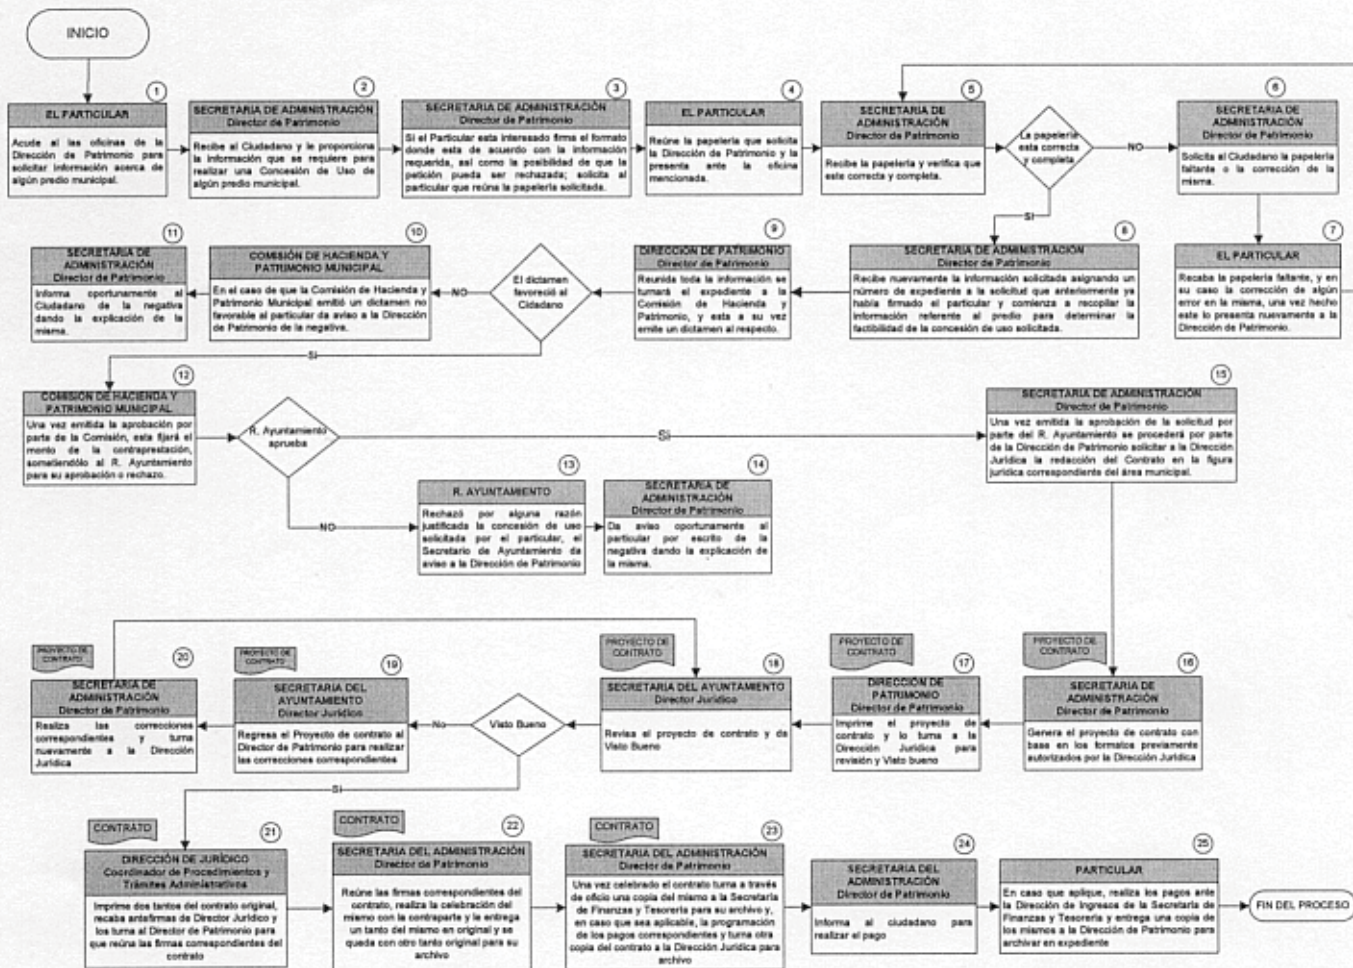 INICIO
1
EL PARTICULAR
Acude al las oficinas de la
Dirección de Patrimonio para
solicitar información acerca de
algún predio municipal.
2
SECRETARIA DE ADMINISTRACIÓN
Director de Patrimonio
Recibe al Ciudadano y le proporciona
la información que se requiere para
realizar una Concesión de Uso de
algún predio municipal.
3
SECRETARIA DE ADMINISTRACIÓN
Director de Patrimonio
Si el Particular esta interesado firma el formato
donde esta de acuerdo con la información
requerida, así como la posibilidad de que la
petición pueda ser rechazada; solicita al
particular que reúna la papelería solicitada.
4
EL PARTICULAR
Reúne la papelería que solicita
la Dirección de Patrimonio y la
presenta ante la oficina
mencionada.
5
SECRETARIA DE
ADMINISTRACIÓN
Director de Patrimonio
Recibe la papelería y verifica que
este correcta y completa.
La papelería
esta correcta
y completa
NO
SI
6
SECRETARIA DE
ADMINISTRACIÓN
Director de Patrimonio
Solicita al Ciudadano la papelería
faltante o la corrección de la
misma.
7
EL PARTICULAR
Recaba la papelería faltante, y en
su caso la corrección de algún
error en la misma, una vez hecho
este lo presenta nuevamente a la
Dirección de Patrimonio.
8
SECRETARIA DE ADMINISTRACIÓN
Director de Patrimonio
Recibe nuevamente la información solicitada asignando un
número de expediente a la solicitud que anteriormente ya
había firmado el particular y comienza a recopilar la
información referente al predio para determinar la
factibilidad de la concesión de uso solicitada.
9
DIRECCIÓN DE PATRIMONIO
Director de Patrimonio
Reunida toda la información se
turnará el expediente a la
Comisión de Hacienda y
Patrimonio, y esta a su vez
emite un dictamen al respecto.
El dictamen
favoreció al
Cidadano
NO
Si
10
COMISIÓN DE HACIENDA Y
PATRIMONIO MUNICIPAL
En el caso de que la Comisión de Hacienda y
Patrimonio Municipal emitió un dictamen no
favorable al particular da aviso a la Dirección
de Patrimonio de la negativa.
11
SECRETARIA DE
ADMINISTRACIÓN
Director de Patrimonio
Informa oportunamente al
Ciudadano de la negativa
dando la explicación de la
misma.
12
COMISIÓN DE HACIENDA Y
PATRIMONIO MUNICIPAL
Una vez emitida la aprobación por
parte de la Comisión, esta fijará el
monto de la contraprestación,
sometiendólo al R. Ayuntamiento
para su aprobación o rechazo.
R. Ayuntamiento
aprueba
Si
NO
13
R. AYUNTAMIENTO
Rechazó por alguna razón
justificada la concesión de uso
solicitada por el particular, el
Secretario de Ayuntamiento da
aviso a la Dirección de Patrimonio
14
SECRETARIA DE
ADMINISTRACIÓN
Director de Patrimonio
Da aviso oportunamente al
particular por escrito de la
negativa dando la explicación de
la misma.
15
SECRETARIA DE ADMINISTRACIÓN
Director de Patrimonio
Una vez emitida la aprobación de la solicitud por
parte del R. Ayuntamiento se procederá por parte
de la Dirección de Patrimonio solicitar a la Dirección
Jurídica la redacción del Contrato en la figura
jurídica correspondiente del área municipal.
PROYECTO DE
CONTRATO
16
SECRETARIA DE
ADMINISTRACIÓN
Director de Patrimonio
Genera el proyecto de contrato con
base en los formatos previamente
autorizados por la Dirección Jurídica
PROYECTO DE
CONTRATO
17
DIRECCIÓN DE
PATRIMONIO
Director de Patrimonio
Imprime el proyecto de
contrato y lo turna a la
Dirección Jurídica para
revisión y Visto bueno
PROYECTO DE
CONTRATO
18
SECRETARIA DEL AYUNTAMIENTO
Director Jurídico
Revisa el proyecto de contrato y da
Visto Bueno
Visto Bueno
No
Si
PROYECTO DE
CONTRATO
19
SECRETARIA DEL
AYUNTAMIENTO
Director Jurídico
Regresa el Proyecto de contrato al
Director de Patrimonio para realizar
las correcciones correspondientes
PROYECTO DE
CONTRATO
20
SECRETARIA DE
ADMINISTRACIÓN
Director de Patrimonio
Realiza las correcciones
correspondientes y turna
nuevamente a la Dirección
Jurídica
CONTRATO
21
DIRECCIÓN DE JURÍDICO
Coordinador de Procedimientos y
Trámites Administrativos
Imprime dos tantos del contrato original,
recaba antefirmas de Director Jurídico y
los turna al Director de Patrimonio para
que reúna las firmas correspondientes del
contrato
CONTRATO
22
SECRETARIA DEL ADMINISTRACIÓN
Director de Patrimonio
Reúne las firmas correspondientes del
contrato, realiza la celebración del
mismo con la contraparte y le entrega
un tanto del mismo en original y se
queda con otro tanto original para su
archivo
CONTRATO
23
SECRETARIA DEL ADMINISTRACIÓN
Director de Patrimonio
Una vez celebrado el contrato turna a través
de oficio una copia del mismo a la Secretaría
de Finanzas y Tesorería para su archivo y, en
caso que sea aplicable, la programación de
los pagos correspondientes y turna otra
copia del contrato a la Dirección Jurídica para
archivo
24
SECRETARIA DEL
ADMINISTRACIÓN
Director de Patrimonio
Informa al ciudadano para
realizar el pago
25
PARTICULAR
En caso que aplique, realiza los pagos ante
la Dirección de Ingresos de la Secretaría de
Finanzas y Tesorería y entrega una copia de
los mismos a la Dirección de Patrimonio para
archivar en expediente
FIN DEL PROCESO